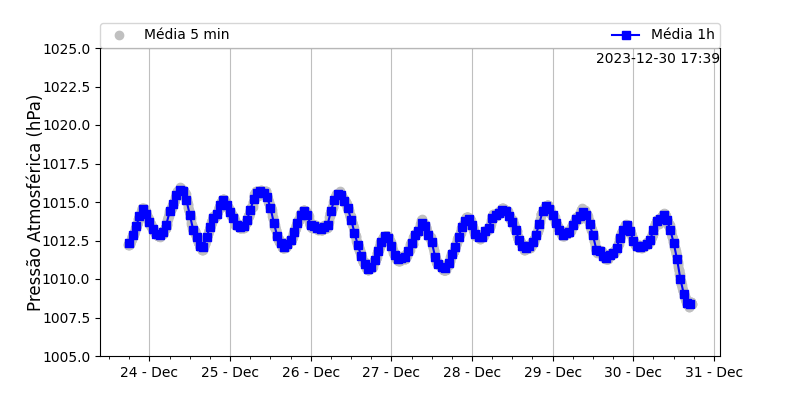 Média 5 min
Média 1h
2023-12-30 17:39
Pressão Atmosférica (hPa)
1025.0
1022.5
1020.0
1017.5
1015.0
1012.5
1010.0
1007.5
1005.0
24 - Dec
25 - Dec
26 - Dec
27 - Dec
28 - Dec
29 - Dec
30 - Dec
31 - Dec